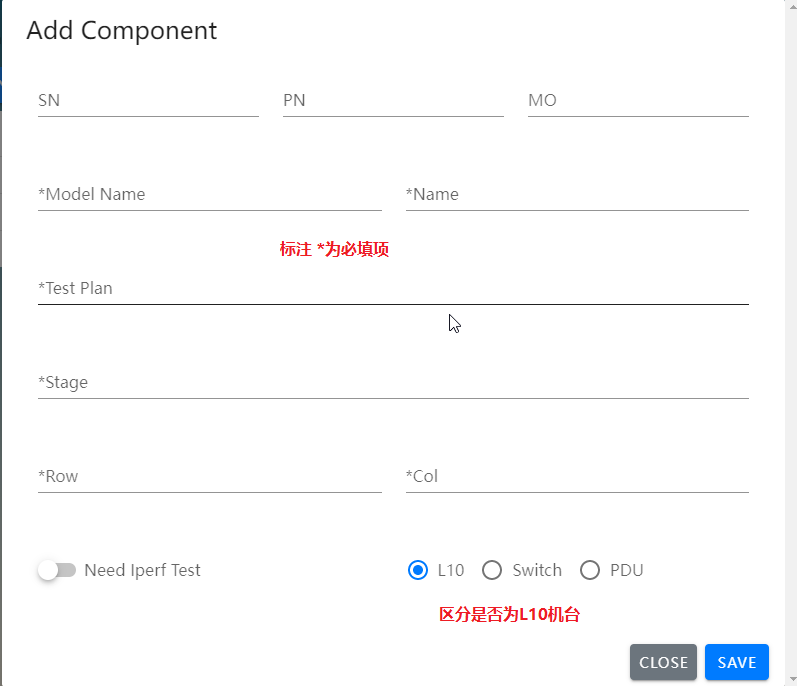 Add Component
SN PN MO
*Model Name *Name
标注 *为必填项
*Test Plan
*Stage
*Row *Col
Need Iperf Test L10 Switch PDU
区分是否为L10机台
CLOSE SAVE